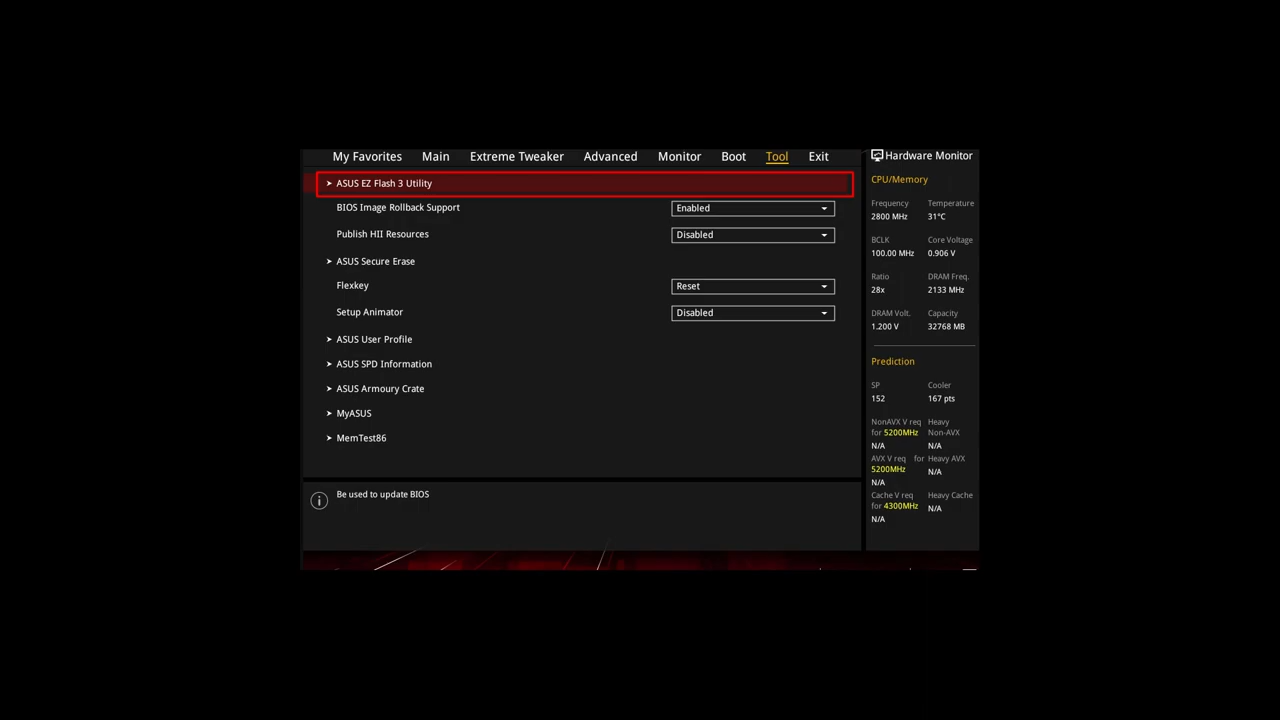 My Favorites Main Extreme Tweaker Advanced Monitor Boot Tool Exit
ASUS EZ Flash 3 Utility
BIOS Image Rollback Support Enabled
Publish HII Resources Disabled
ASUS Secure Erase
Flexkey Reset
Setup Animator Disabled
ASUS User Profile
ASUS SPD Information
ASUS Armoury Crate
MyASUS
MemTest86
Be used to update BIOS
Hardware Monitor
CPU/Memory
Frequency Temperature
2800 MHz 31°C
BCLK Core Voltage
100.00 MHz 0.906 V
Ratio DRAM Freq.
28x 2133 MHz
DRAM Volt. Capacity
1.200 V 32768 MB
Prediction
SP Cooler
152 167 pts
NonAVX V req Heavy
for 5200MHz Non-AVX
N/A N/A
AVX V req for Heavy AVX
5200MHz N/A
N/A
Cache V req Heavy Cache
for 4300MHz N/A
N/A